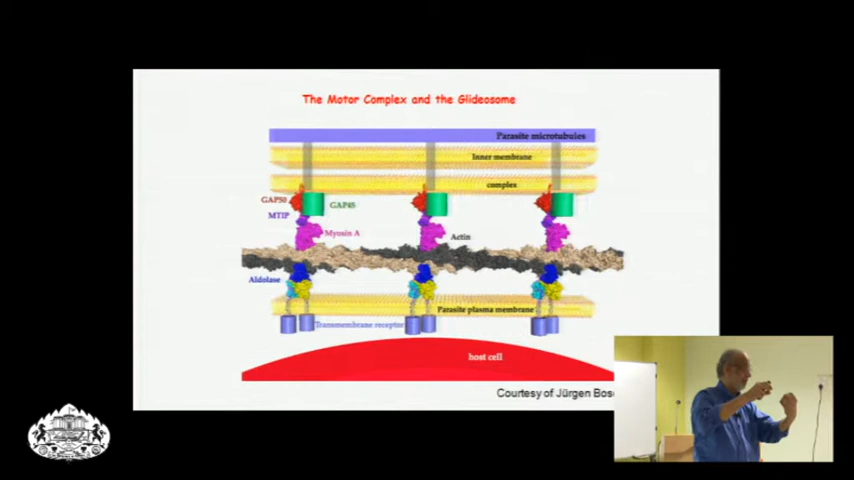 The Motor Complex and the Glideosome
Parasite microtubules
Inner membrane
complex
GAP50
GAP45
MTIP
Myosin A
Actin
Aldolase
Parasite plasma membrane
Transmembrane receptor
host cell
Courtesy of Jürgen